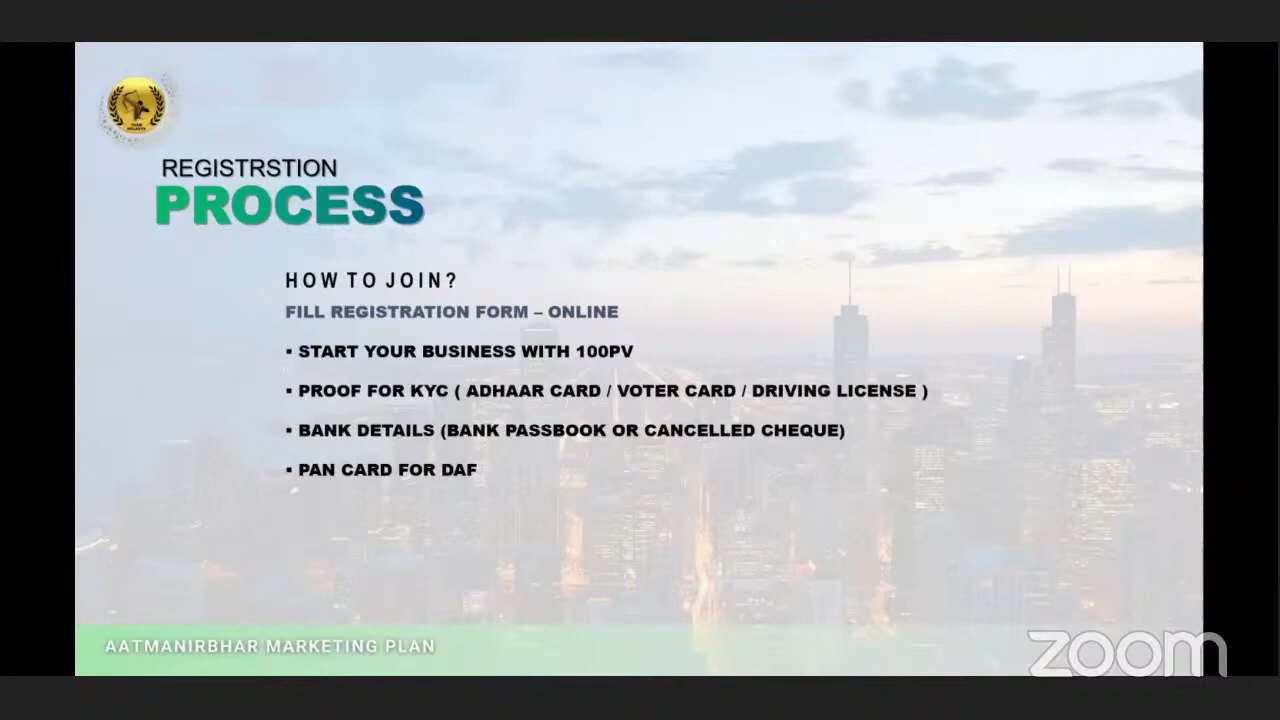 REGISTRSTION
PROCESS
HOW TO JOIN?
FILL REGISTRATION FORM – ONLINE
▪ START YOUR BUSINESS WITH 100PV
▪ PROOF FOR KYC ( ADHAAR CARD / VOTER CARD / DRIVING LICENSE )
▪ BANK DETAILS (BANK PASSBOOK OR CANCELLED CHEQUE)
▪ PAN CARD FOR DAF
AATMANIRBHAR MARKETING PLAN
zoom